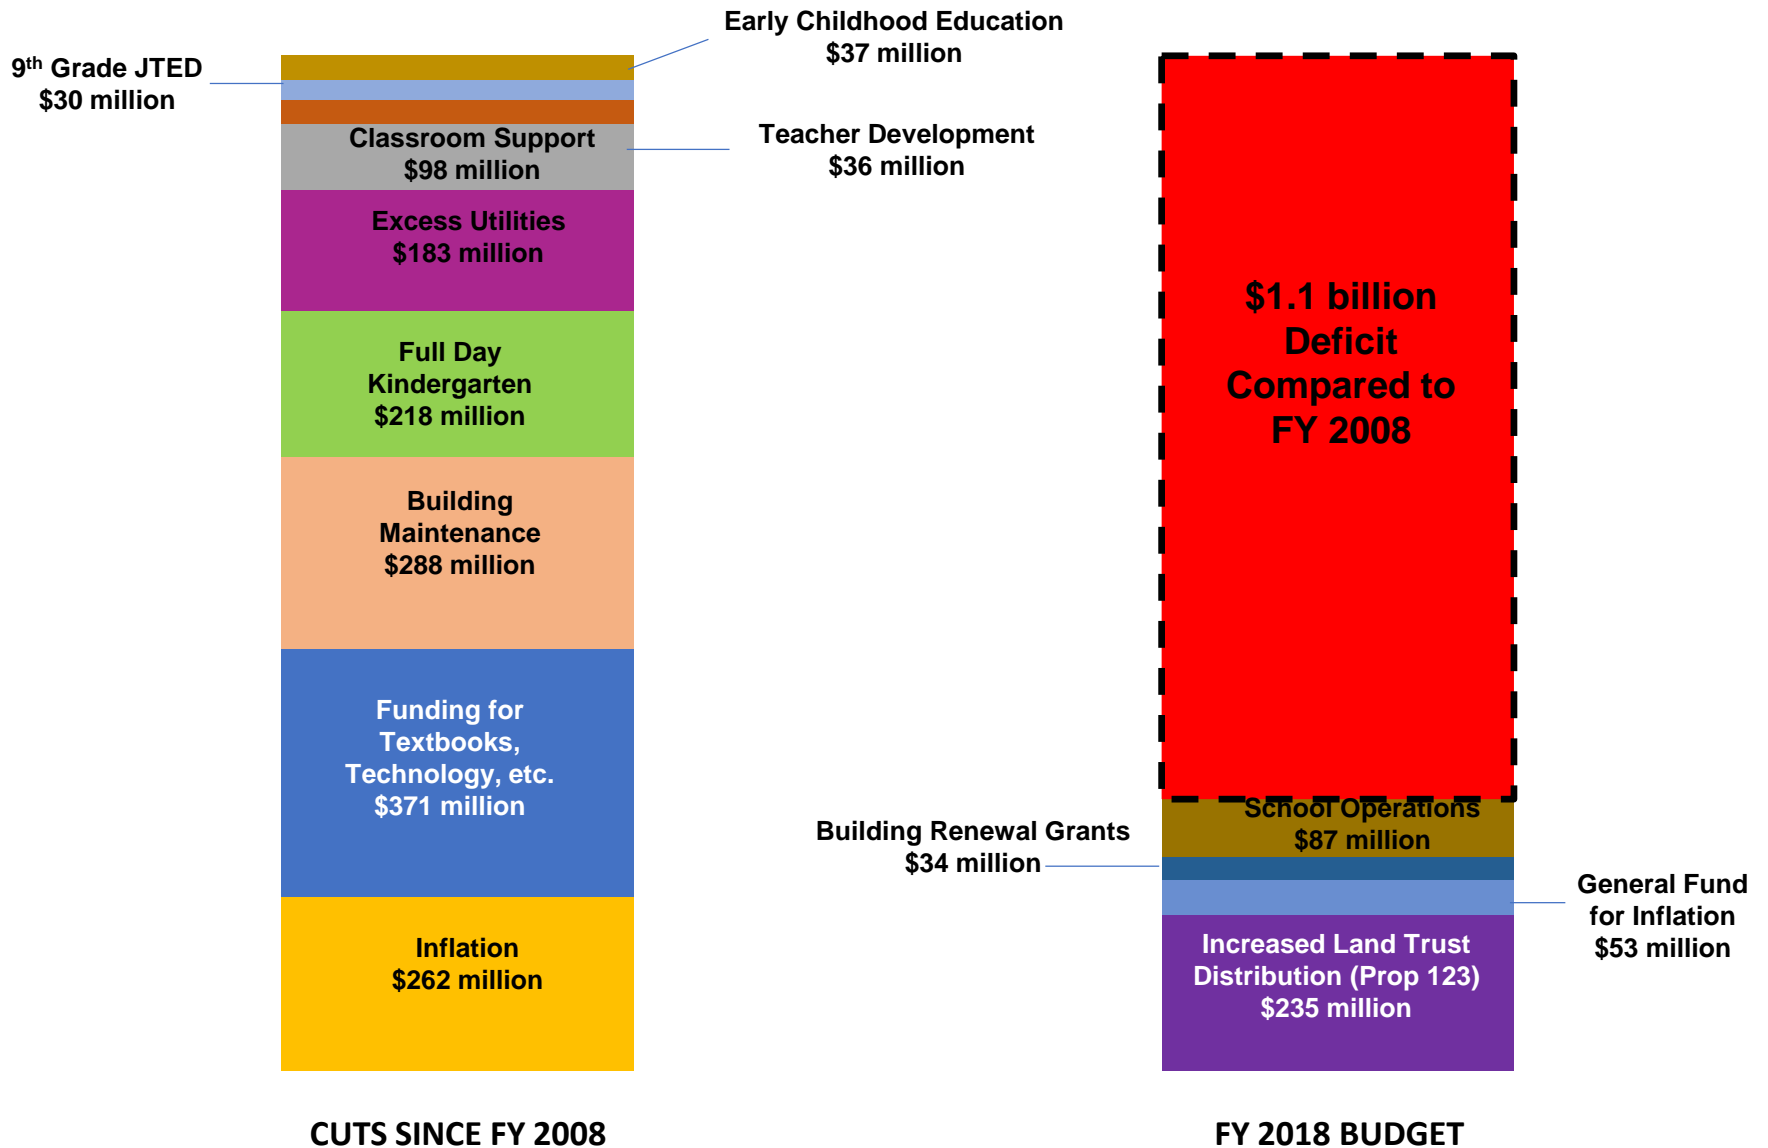 Early Childhood Education
$37 million
9th Grade JTED
$30 million
Classroom Support
$98 million
Teacher Development
$36 million
Excess Utilities
$183 million
Full Day
Kindergarten
$218 million
Building
Maintenance
$288 million
Funding for
Textbooks,
Technology, etc.
$371 million
Inflation
$262 million
CUTS SINCE FY 2008
$1.1 billion
Deficit
Compared to
FY 2008
School Operations
$87 million
Building Renewal Grants
$34 million
General Fund
for Inflation
$53 million
Increased Land Trust
Distribution (Prop 123)
$235 million
FY 2018 BUDGET